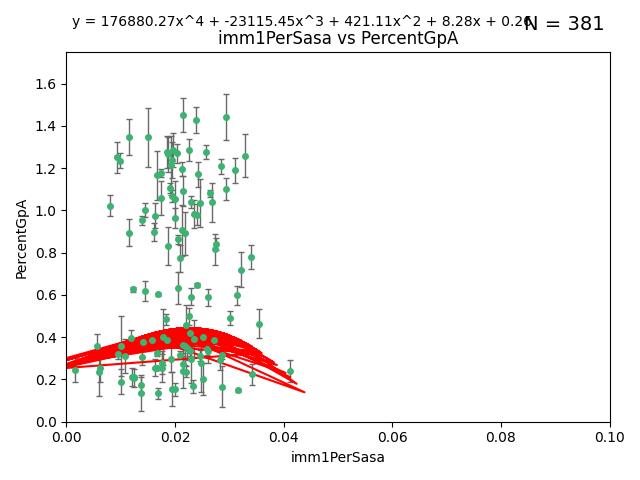 y = 176880.27x^4 + -23115.45x^3 + 421.11x^2 + 8.28x + 0.26
N = 381
imm1PerSasa vs PercentGpA
PercentGpA
1.6
1.4
1.2
1.0
0.8
0.6
0.4
0.2
0.0
0.00 0.02 0.04 0.06 0.08 0.10
imm1PerSasa